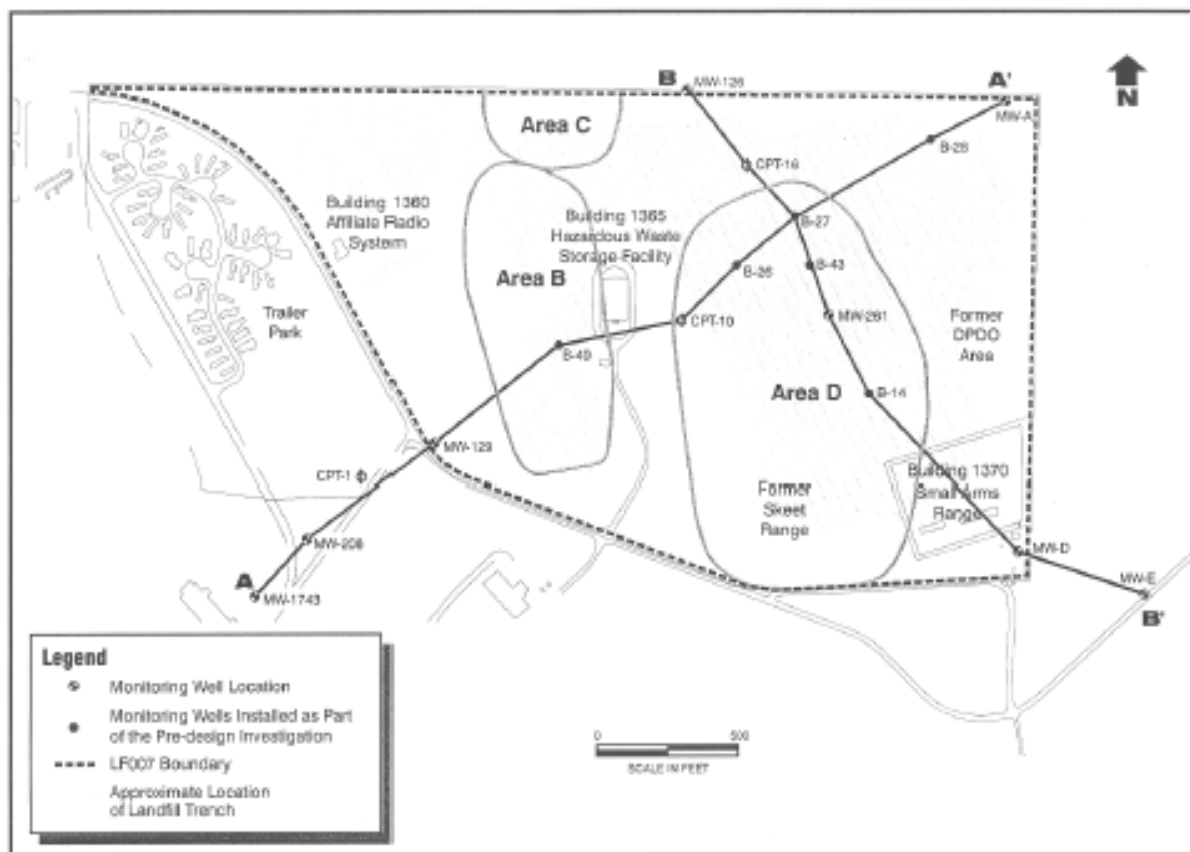 B
MW-126
A'
MW-A
N
Area C
B-28
CPT-16
Building 1360
Affiliate Radio
System
Building 1365
Hazardous Waste
Storage Facility
B-27
B-26
B-43
Area B
Trailer
Park
CPT-10
MW-261
Former
DPDO
Area
B-40
Area D
B-14
MW-129
CPT-1
Building 1370
Small Arms
Range
Former
Skeet
Range
MW-208
MW-D
A
MW-1743
MW-E
B'
Legend
Monitoring Well Location
Monitoring Wells Installed as Part
of the Pre-design Investigation
LF007 Boundary
Approximate Location
of Landfill Trench
0
500
SCALE IN FEET